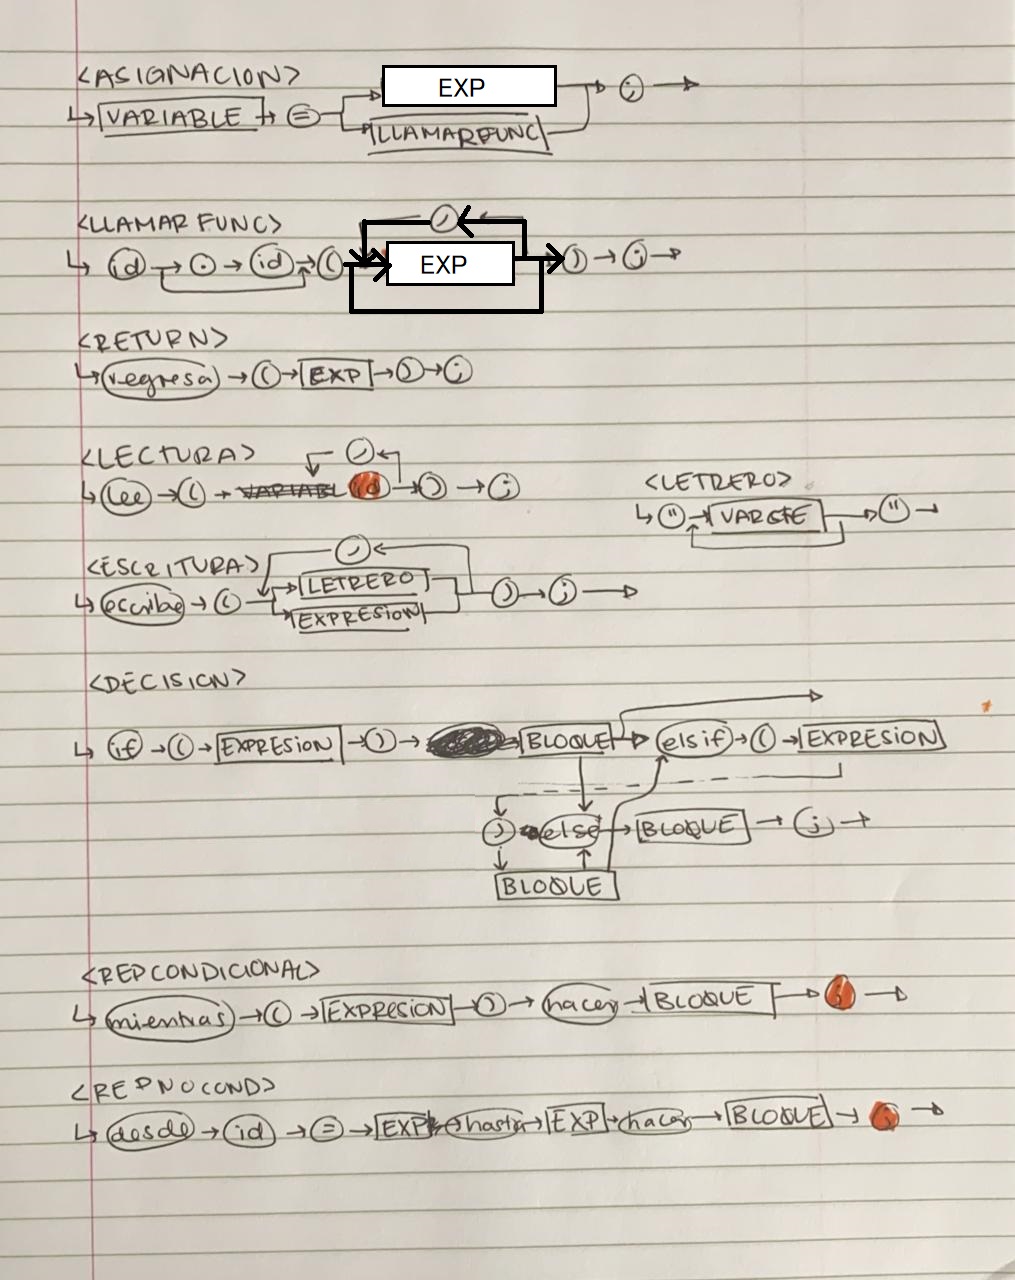 <ASIGNACION>
EXP
VARIABLE = ;
LLAMARFUNC
<LLAMARFUNC>
,
id . id ( EXP ) ;
<RETURN>
regresa ( EXP ) ;
<LECTURA>
,
lee ( VARIABL id ) ;
<LETRERO>
" VARCTE "
<ESCRITURA>
,
LETRERO
escribe ( ) ;
EXPRESION
<DECISION>
if ( EXPRESION ) BLOQUE elsif ( EXPRESION
) else BLOQUE ;
BLOQUE
<REPCONDICIONAL>
mientras ( EXPRESION ) hacer BLOQUE ;
<REPNOCOND>
desde id = EXP hasta EXP hacer BLOQUE ;